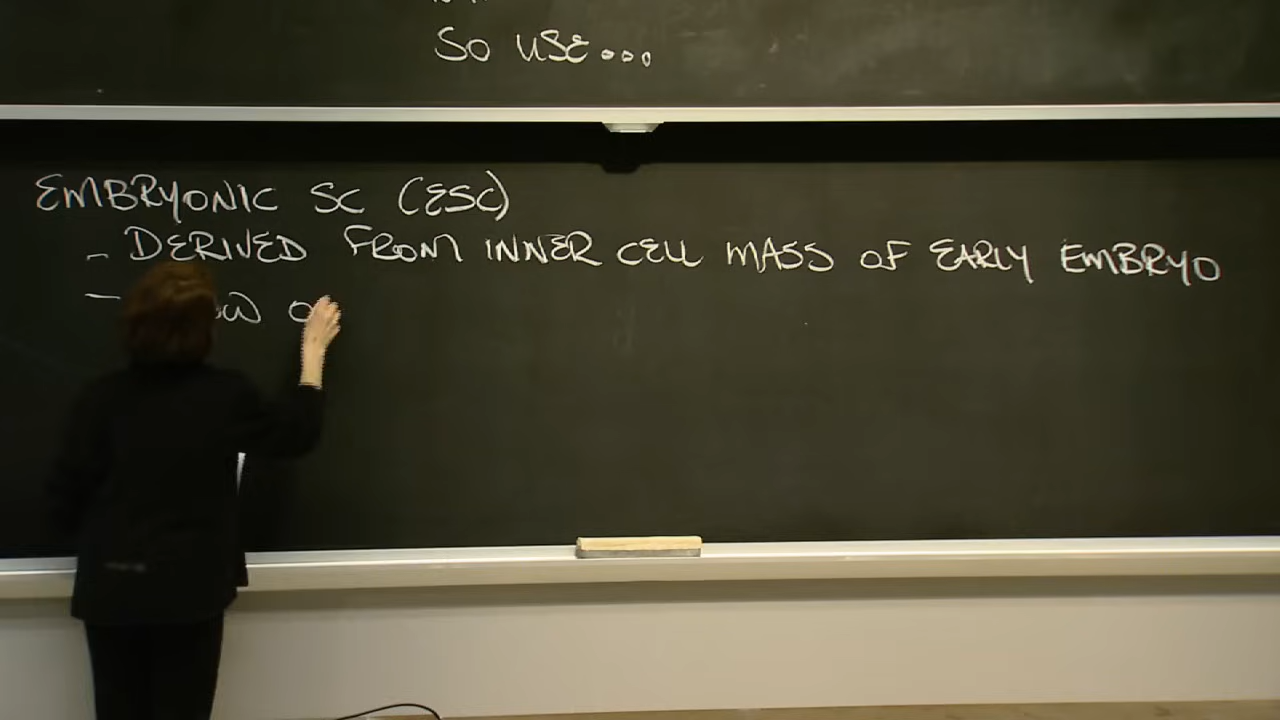 SO USE...
EMBRYONIC SC (ESC)
- DERIVED FROM INNER CELL MASS OF EARLY EMBRYO
-